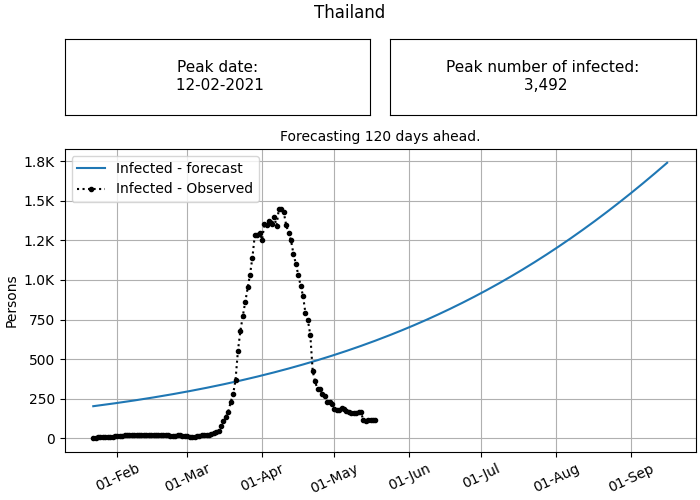 Thailand
Peak date:
12-02-2021
Peak number of infected:
3,492
Forecasting 120 days ahead.
Infected - forecast
Infected - Observed
Persons
1.8K
1.5K
1.2K
1.0K
750
500
250
0
01-Feb
01-Mar
01-Apr
01-May
01-Jun
01-Jul
01-Aug
01-Sep